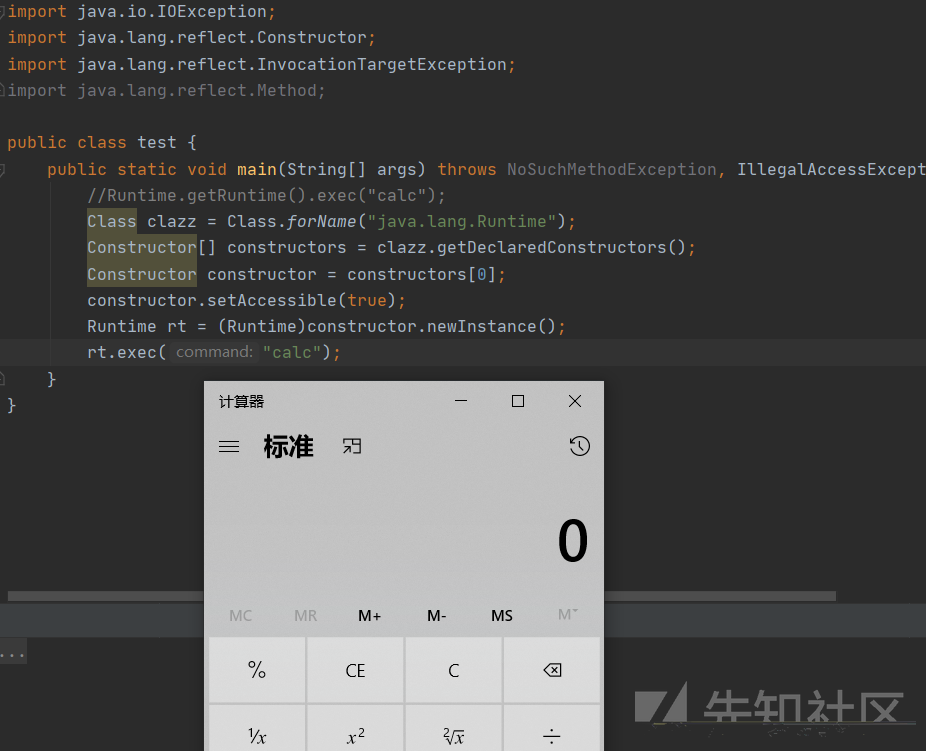 import java.io.IOException;
import java.lang.reflect.Constructor;
import java.lang.reflect.InvocationTargetException;
import java.lang.reflect.Method;
public class test {
public static void main(String[] args) throws NoSuchMethodException, IllegalAccessExcept
//Runtime.getRuntime().exec("calc");
Class clazz = Class.forName("java.lang.Runtime");
Constructor[] constructors = clazz.getDeclaredConstructors();
Constructor constructor = constructors[0];
constructor.setAccessible(true);
Runtime rt = (Runtime)constructor.newInstance();
rt.exec( command: "calc");
}
}
计算器
标准
0
MC MR M+ M- MS M˅
% CE C
¹⁄x x² ²√x ÷
...
先知社区